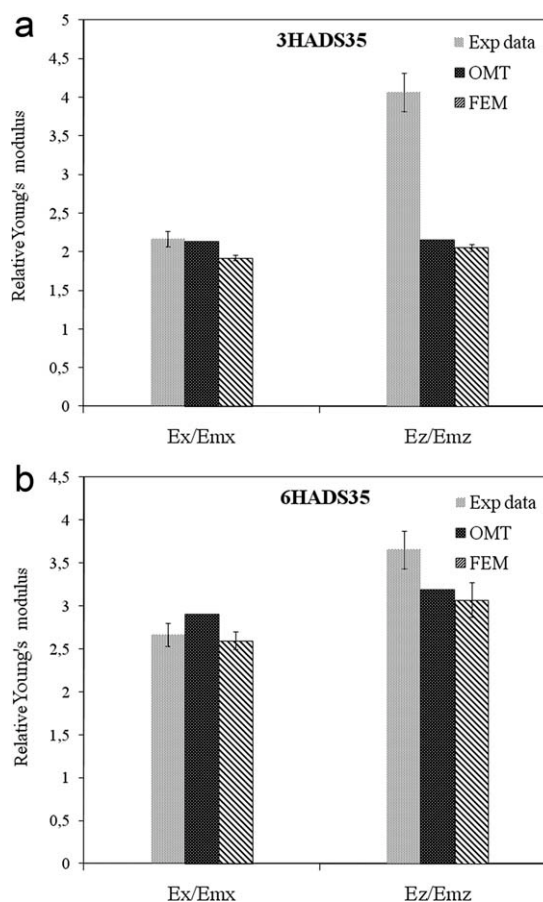 a
3HADS35
5
4,5
4
3,5
3
2,5
2
1,5
1
0,5
0
Relative Young's modulus
Exp data
OMT
FEM
Ex/Emx
Ez/Emz
b
6HADS35
4,5
4
3,5
3
2,5
2
1,5
1
0,5
0
Relative Young's modulus
Exp data
OMT
FEM
Ex/Emx
Ez/Emz